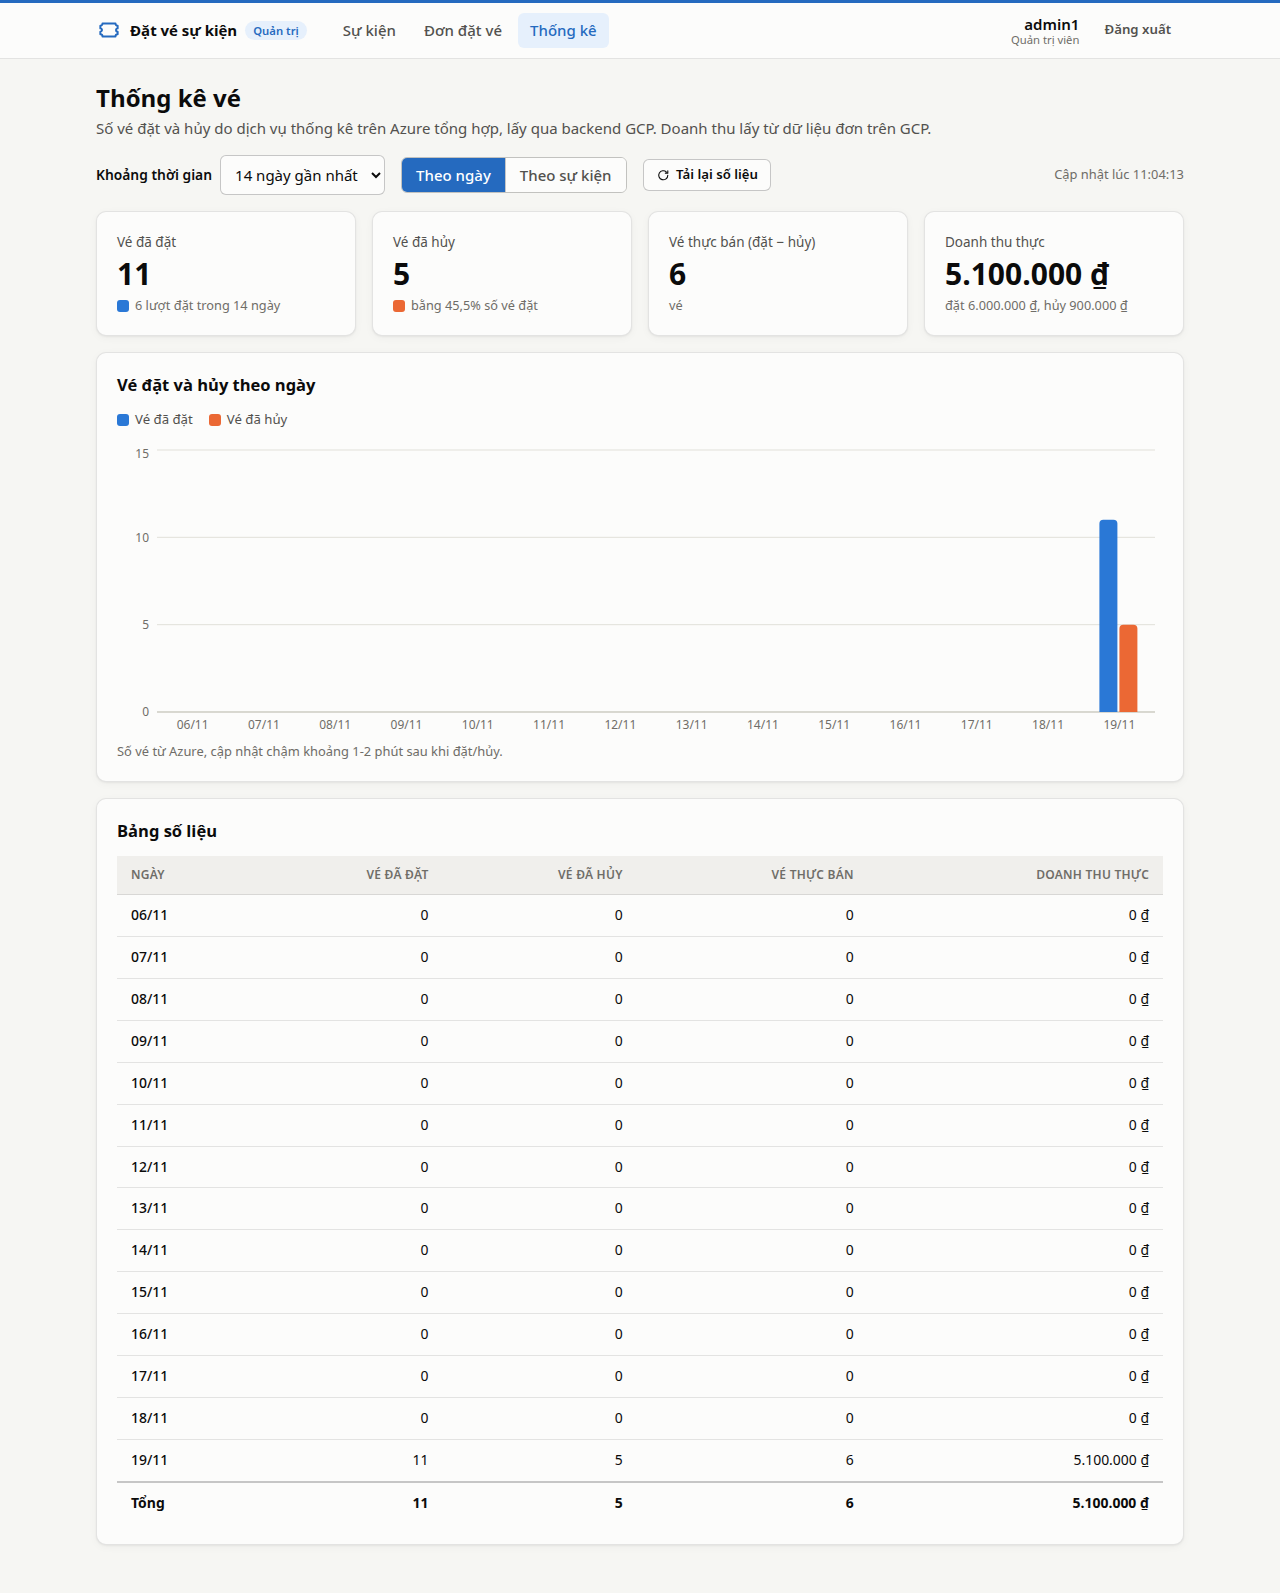 Đặt vé sự kiện Quản trị Sự kiện Đơn đặt vé Thống kê admin1 Đăng xuất
Quản trị viên
Thống kê vé
Số vé đặt và hủy do dịch vụ thống kê trên Azure tổng hợp, lấy qua backend GCP. Doanh thu lấy từ dữ liệu đơn trên GCP.
Khoảng thời gian 14 ngày gần nhất Theo ngày Theo sự kiện Tải lại số liệu Cập nhật lúc 11:04:13
Vé đã đặt
11
6 lượt đặt trong 14 ngày
Vé đã hủy
5
bằng 45,5% số vé đặt
Vé thực bán (đặt − hủy)
6
vé
Doanh thu thực
5.100.000 ₫
đặt 6.000.000 ₫, hủy 900.000 ₫
Vé đặt và hủy theo ngày
Vé đã đặt Vé đã hủy
15
10
5
0
06/11 07/11 08/11 09/11 10/11 11/11 12/11 13/11 14/11 15/11 16/11 17/11 18/11 19/11
Số vé từ Azure, cập nhật chậm khoảng 1-2 phút sau khi đặt/hủy.
Bảng số liệu
NGÀY VÉ ĐÃ ĐẶT VÉ ĐÃ HỦY VÉ THỰC BÁN DOANH THU THỰC
06/11 0 0 0 0 ₫
07/11 0 0 0 0 ₫
08/11 0 0 0 0 ₫
09/11 0 0 0 0 ₫
10/11 0 0 0 0 ₫
11/11 0 0 0 0 ₫
12/11 0 0 0 0 ₫
13/11 0 0 0 0 ₫
14/11 0 0 0 0 ₫
15/11 0 0 0 0 ₫
16/11 0 0 0 0 ₫
17/11 0 0 0 0 ₫
18/11 0 0 0 0 ₫
19/11 11 5 6 5.100.000 ₫
Tổng 11 5 6 5.100.000 ₫